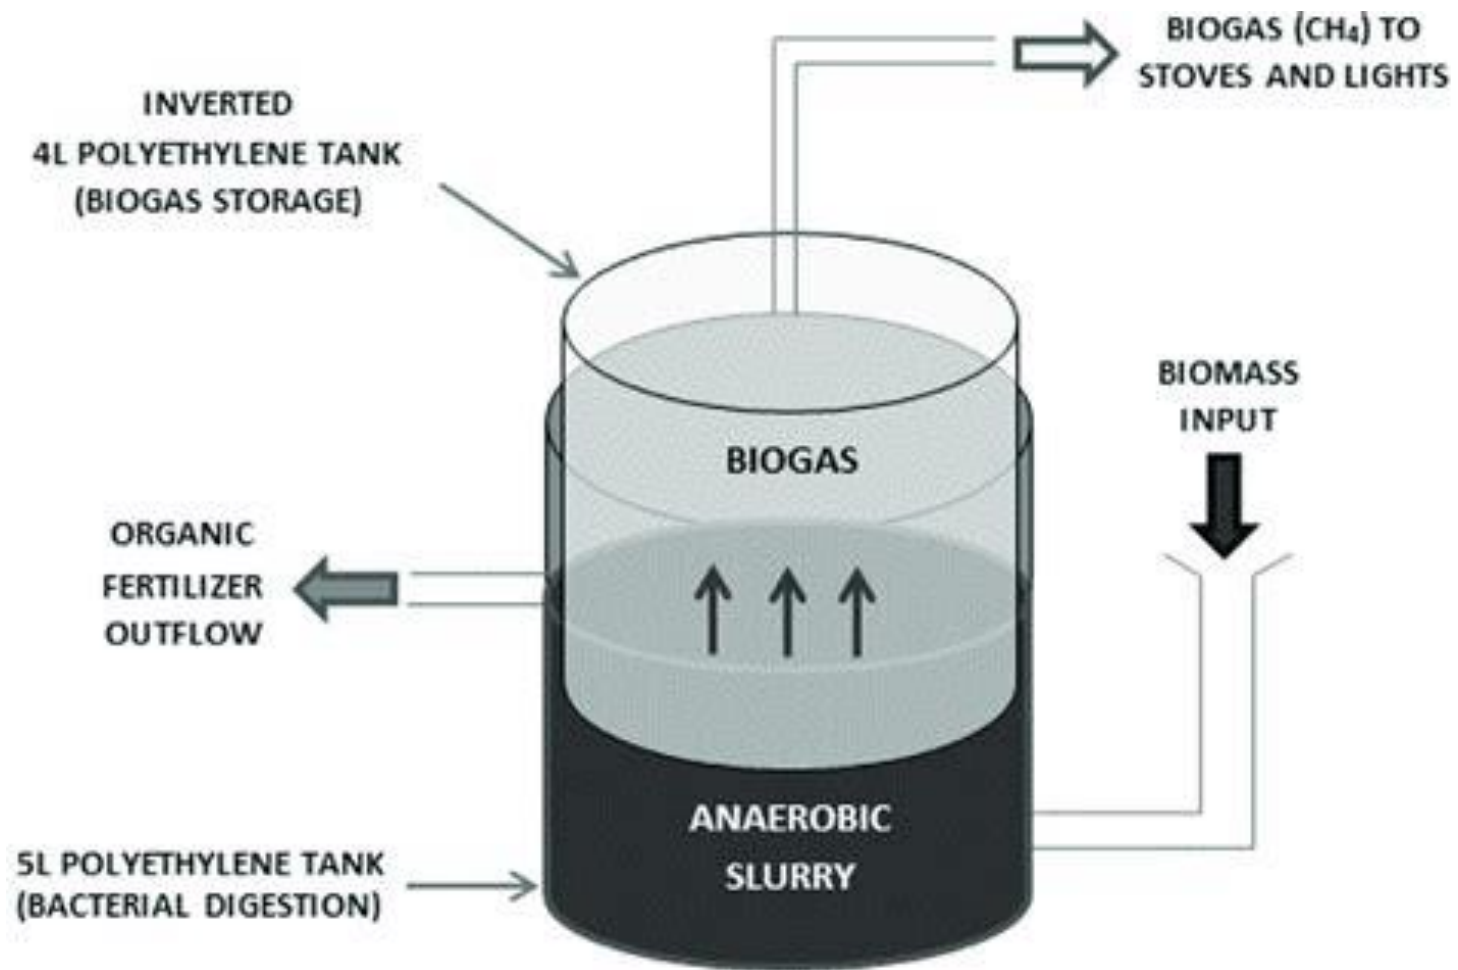 BIOGAS (CH₄) TO
STOVES AND LIGHTS
INVERTED
4L POLYETHYLENE TANK
(BIOGAS STORAGE)
BIOMASS
INPUT
BIOGAS
ORGANIC
FERTILIZER
OUTFLOW
ANAEROBIC
SLURRY
5L POLYETHYLENE TANK
(BACTERIAL DIGESTION)